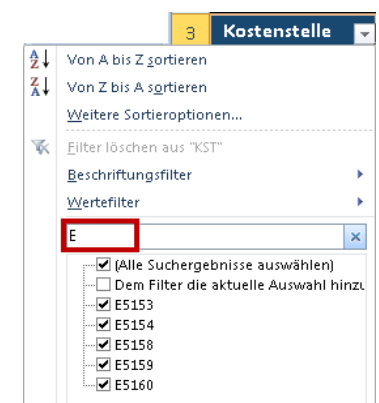 3 Kostenstelle
Von A bis Z sortieren
Von Z bis A sortieren
Weitere Sortieroptionen...
Filter löschen aus "KST"
Beschriftungsfilter
Wertefilter
E
(Alle Suchergebnisse auswählen)
Dem Filter die aktuelle Auswahl hinzu
E5153
E5154
E5158
E5159
E5160